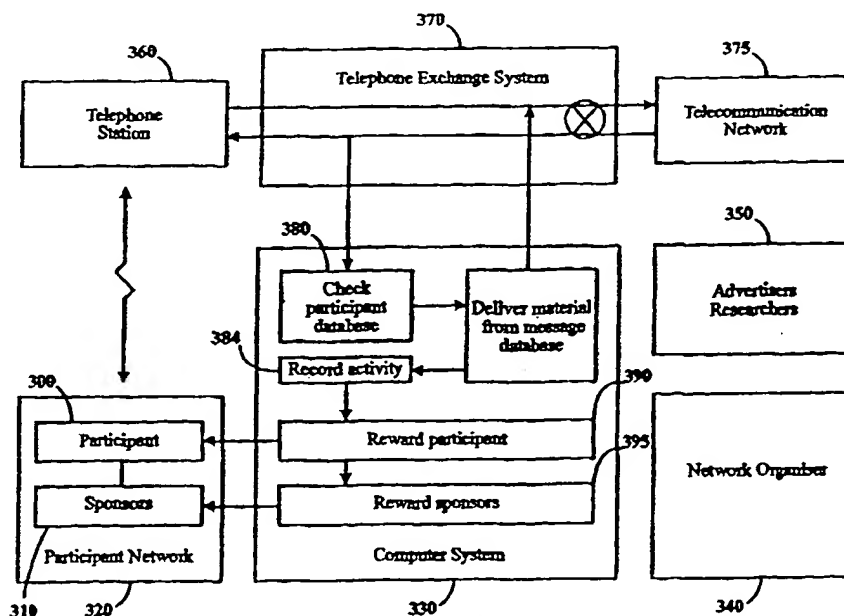 370
360
375
Telephone Exchange System
Telephone
Station
Telecommunication
Network
380
350
Check
participant
database
Deliver material
from message
database
Advertisers
Researchers
384
Record activity
300
390
Participant
Reward participant
395
Network Organiser
Sponsors
Reward sponsors
Participant Network
Computer System
310
320
330
340